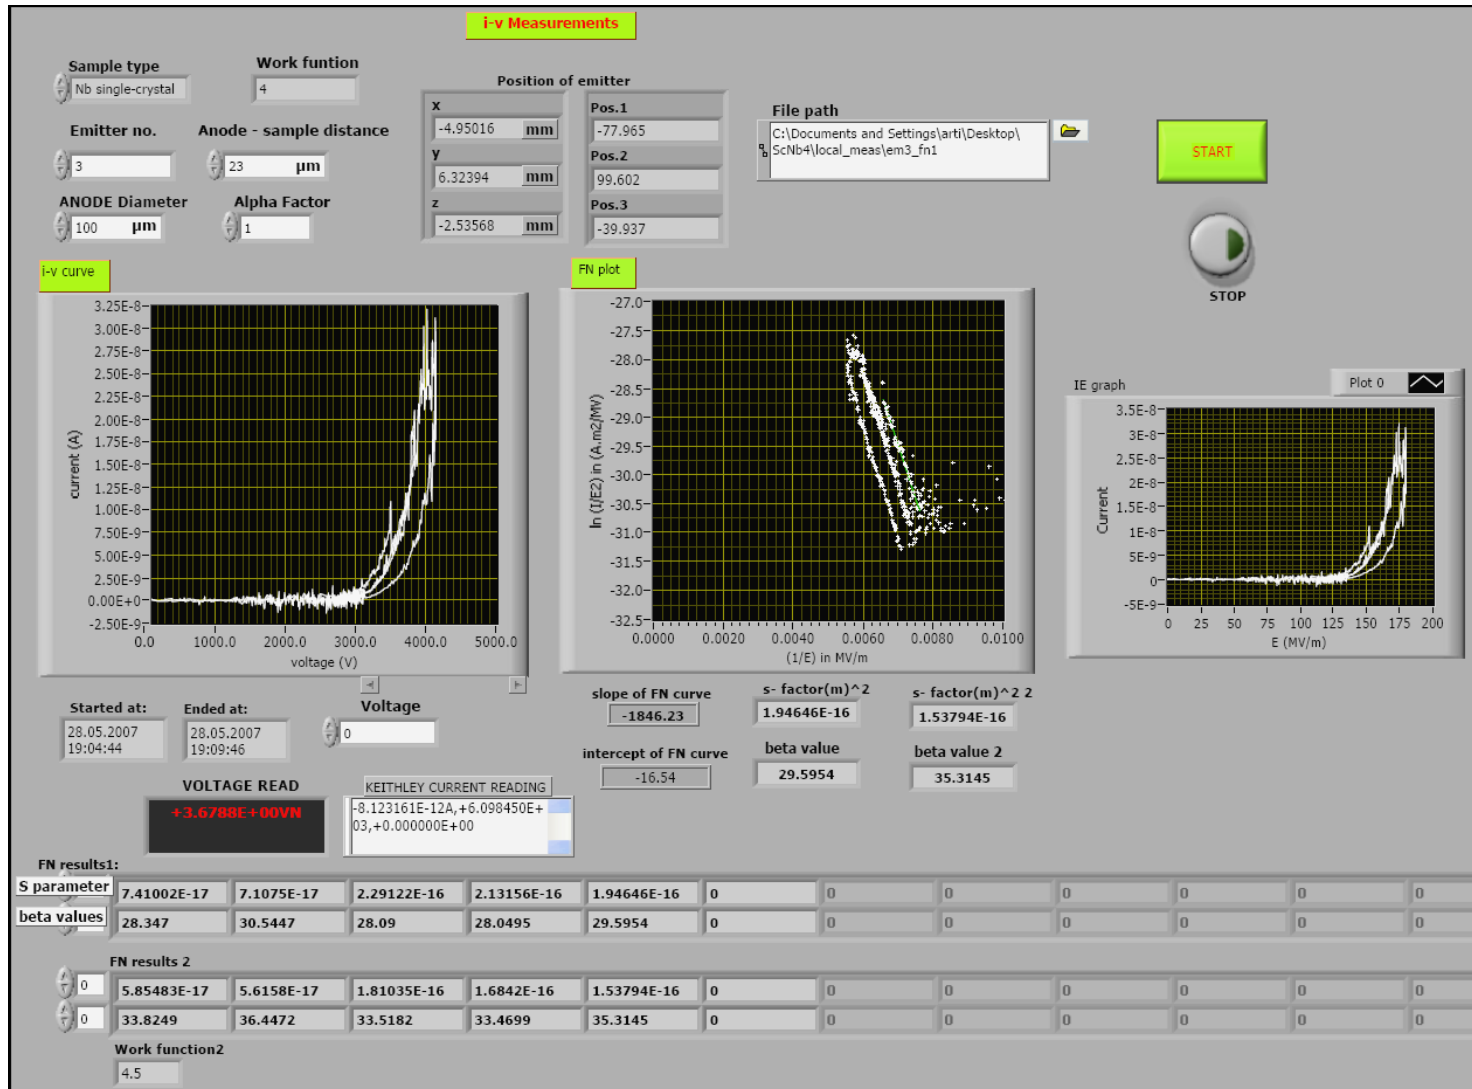 i-v Measurements
Sample type
Nb single-crystal
Work funtion
4
Emitter no.
3
Anode - sample distance
23 µm
ANODE Diameter
100 µm
Alpha Factor
1
Position of emitter
x
-4.95016 mm
y
6.32394 mm
z
-2.53568 mm
Pos.1
-77.965
Pos.2
99.602
Pos.3
-39.937
File path
C:\Documents and Settings\arti\Desktop\
ScNb4\local_meas\em3_fn1
START
STOP
i-v curve
3.25E-8
3.00E-8
2.75E-8
2.50E-8
2.25E-8
2.00E-8
1.75E-8
1.50E-8
1.25E-8
1.00E-8
7.50E-9
5.00E-9
2.50E-9
0.00E+0
-2.50E-9
current (A)
0.0 1000.0 2000.0 3000.0 4000.0 5000.0
voltage (V)
FN plot
-27.0
-27.5
-28.0
-28.5
-29.0
-29.5
-30.0
-30.5
-31.0
-31.5
-32.0
-32.5
ln (I/E2) in (A.m2/MV)
0.0000 0.0020 0.0040 0.0060 0.0080 0.0100
(1/E) in MV/m
IE graph
Plot 0
3.5E-8
3E-8
2.5E-8
2E-8
1.5E-8
1E-8
5E-9
0
-5E-9
Current
0 25 50 75 100 125 150 175 200
E (MV/m)
Started at:
28.05.2007
19:04:44
Ended at:
28.05.2007
19:09:46
Voltage
0
slope of FN curve
-1846.23
s- factor(m)^2
1.94646E-16
s- factor(m)^2 2
1.53794E-16
intercept of FN curve
-16.54
beta value
29.5954
beta value 2
35.3145
VOLTAGE READ
+3.6788E+00VN
KEITHLEY CURRENT READING
-8.123161E-12A,+6.098450E+
03,+0.000000E+00
FN results1:
S parameter 7.41002E-17 7.1075E-17 2.29122E-16 2.13156E-16 1.94646E-16 0 0 0 0 0 0 0
beta values 28.347 30.5447 28.09 28.0495 29.5954 0 0 0 0 0 0 0
FN results 2
0 5.85483E-17 5.6158E-17 1.81035E-16 1.6842E-16 1.53794E-16 0 0 0 0 0 0 0
0 33.8249 36.4472 33.5182 33.4699 35.3145 0 0 0 0 0 0 0
Work function2
4.5